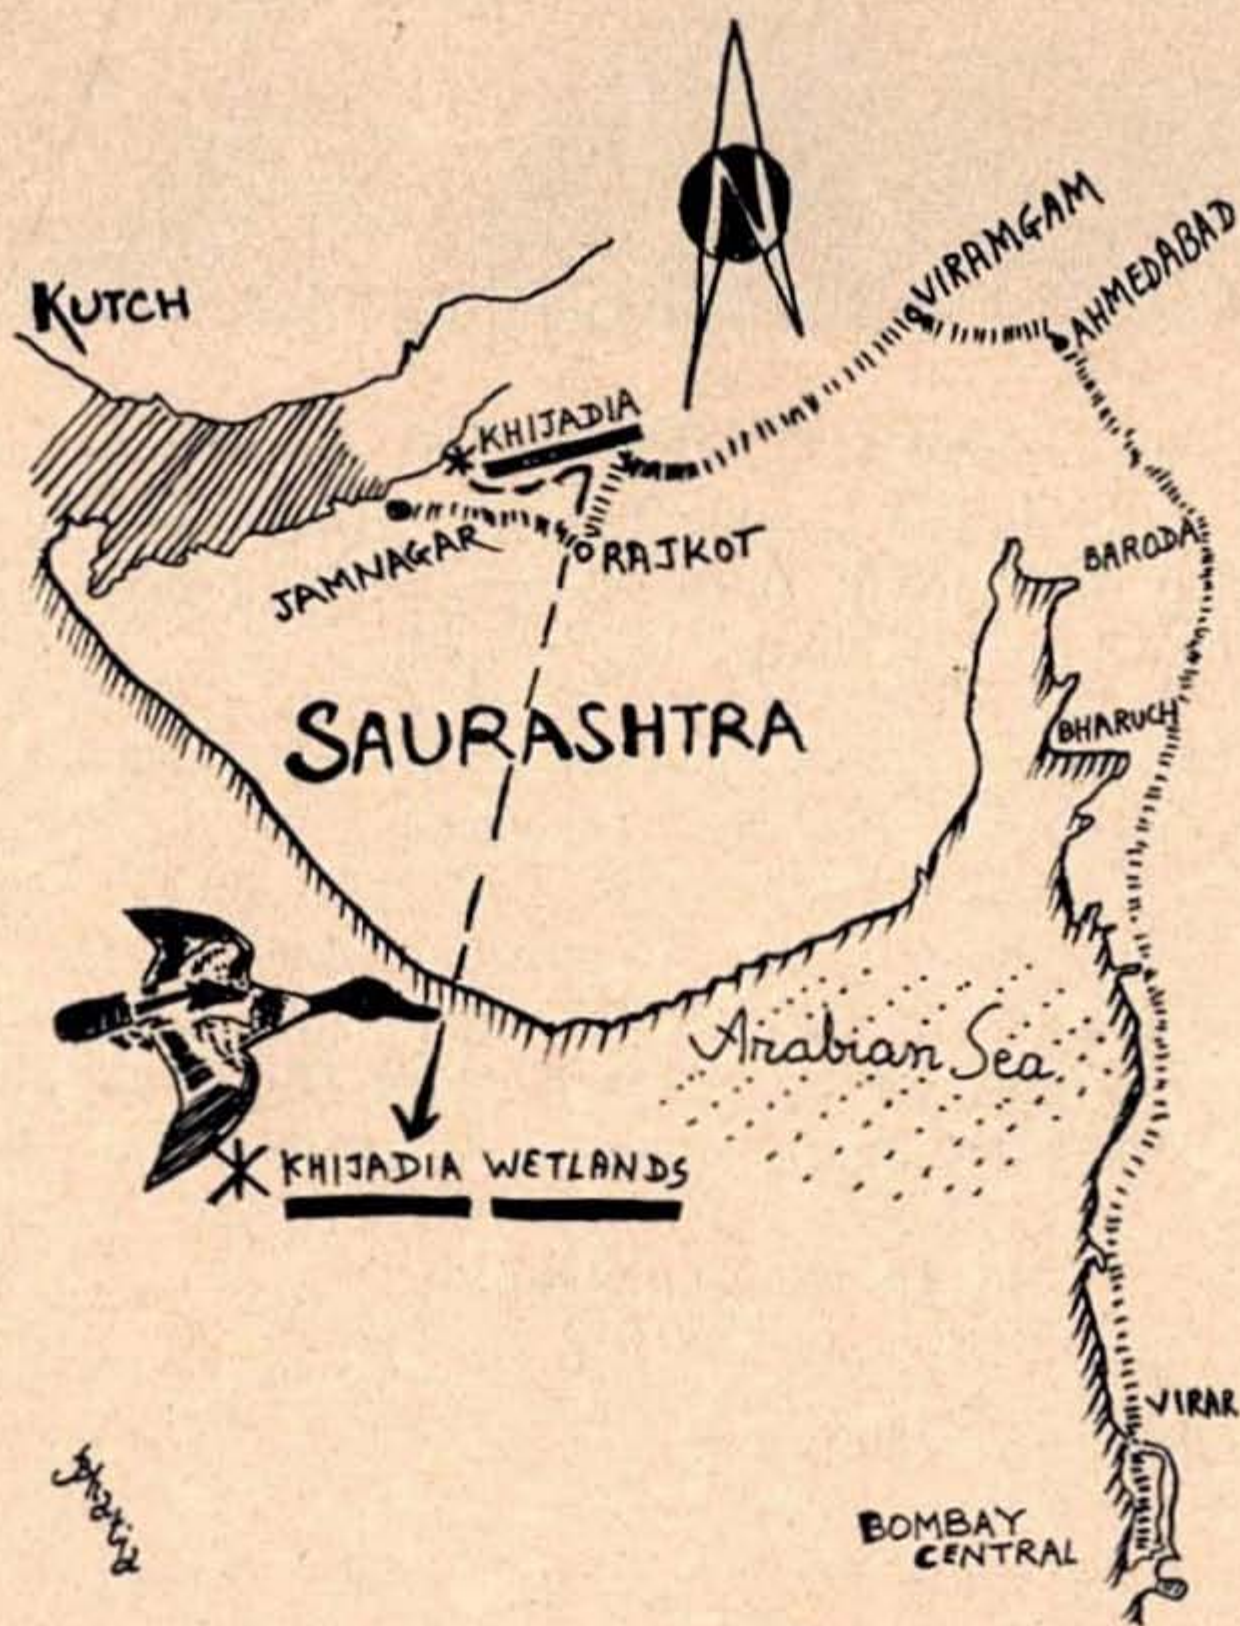 N
VIRAMGAM
AHMEDABAD
KUTCH
KHIJADIA
JAMNAGAR
RAJKOT
BARODA
SAURASHTRA
BHARUCH
Arabian Sea
KHIJADIA WETLANDS
VIRAR
BOMBAY
CENTRAL